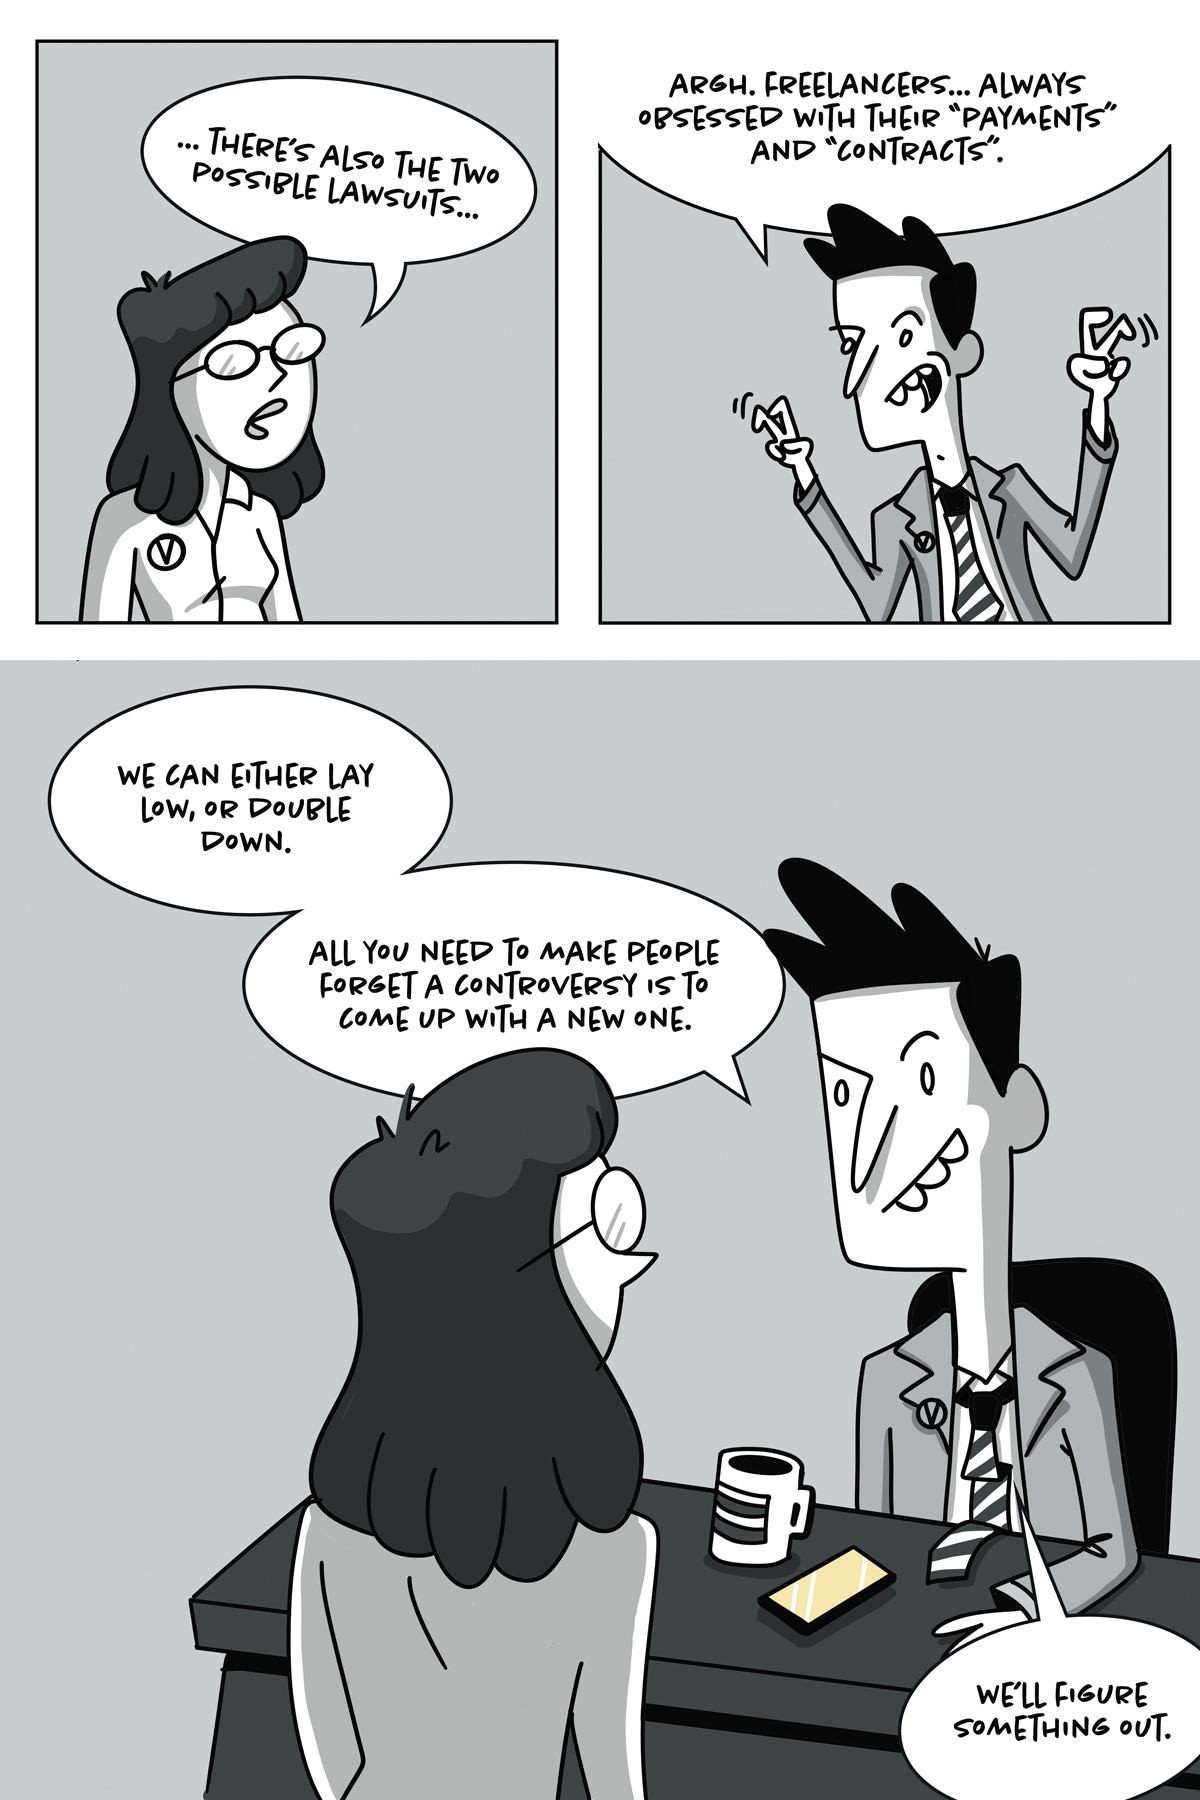 ... THERE'S ALSO THE TWO
POSSIBLE LAWSUITS...
ARGH. FREELANCERS... ALWAYS
OBSESSED WITH THEIR "PAYMENTS"
AND "CONTRACTS".
V
V
WE CAN EITHER LAY
LOW, OR DOUBLE
DOWN.
ALL YOU NEED TO MAKE PEOPLE
FORGET A CONTROVERSY IS TO
COME UP WITH A NEW ONE.
V
WE'LL FIGURE
SOMETHING OUT.